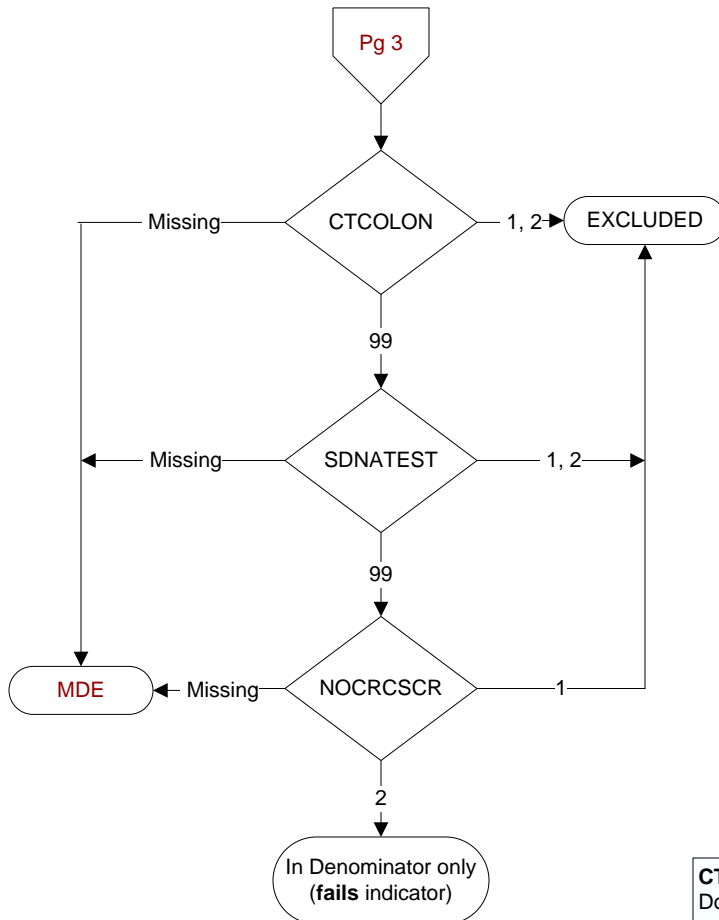 Pg 3
Missing
CTCOLON
1, 2
EXCLUDED
99
Missing
SDNATEST
1, 2
99
MDE
Missing
NOCRCSCR
1
2
In Denominator only
(fails indicator)
CT